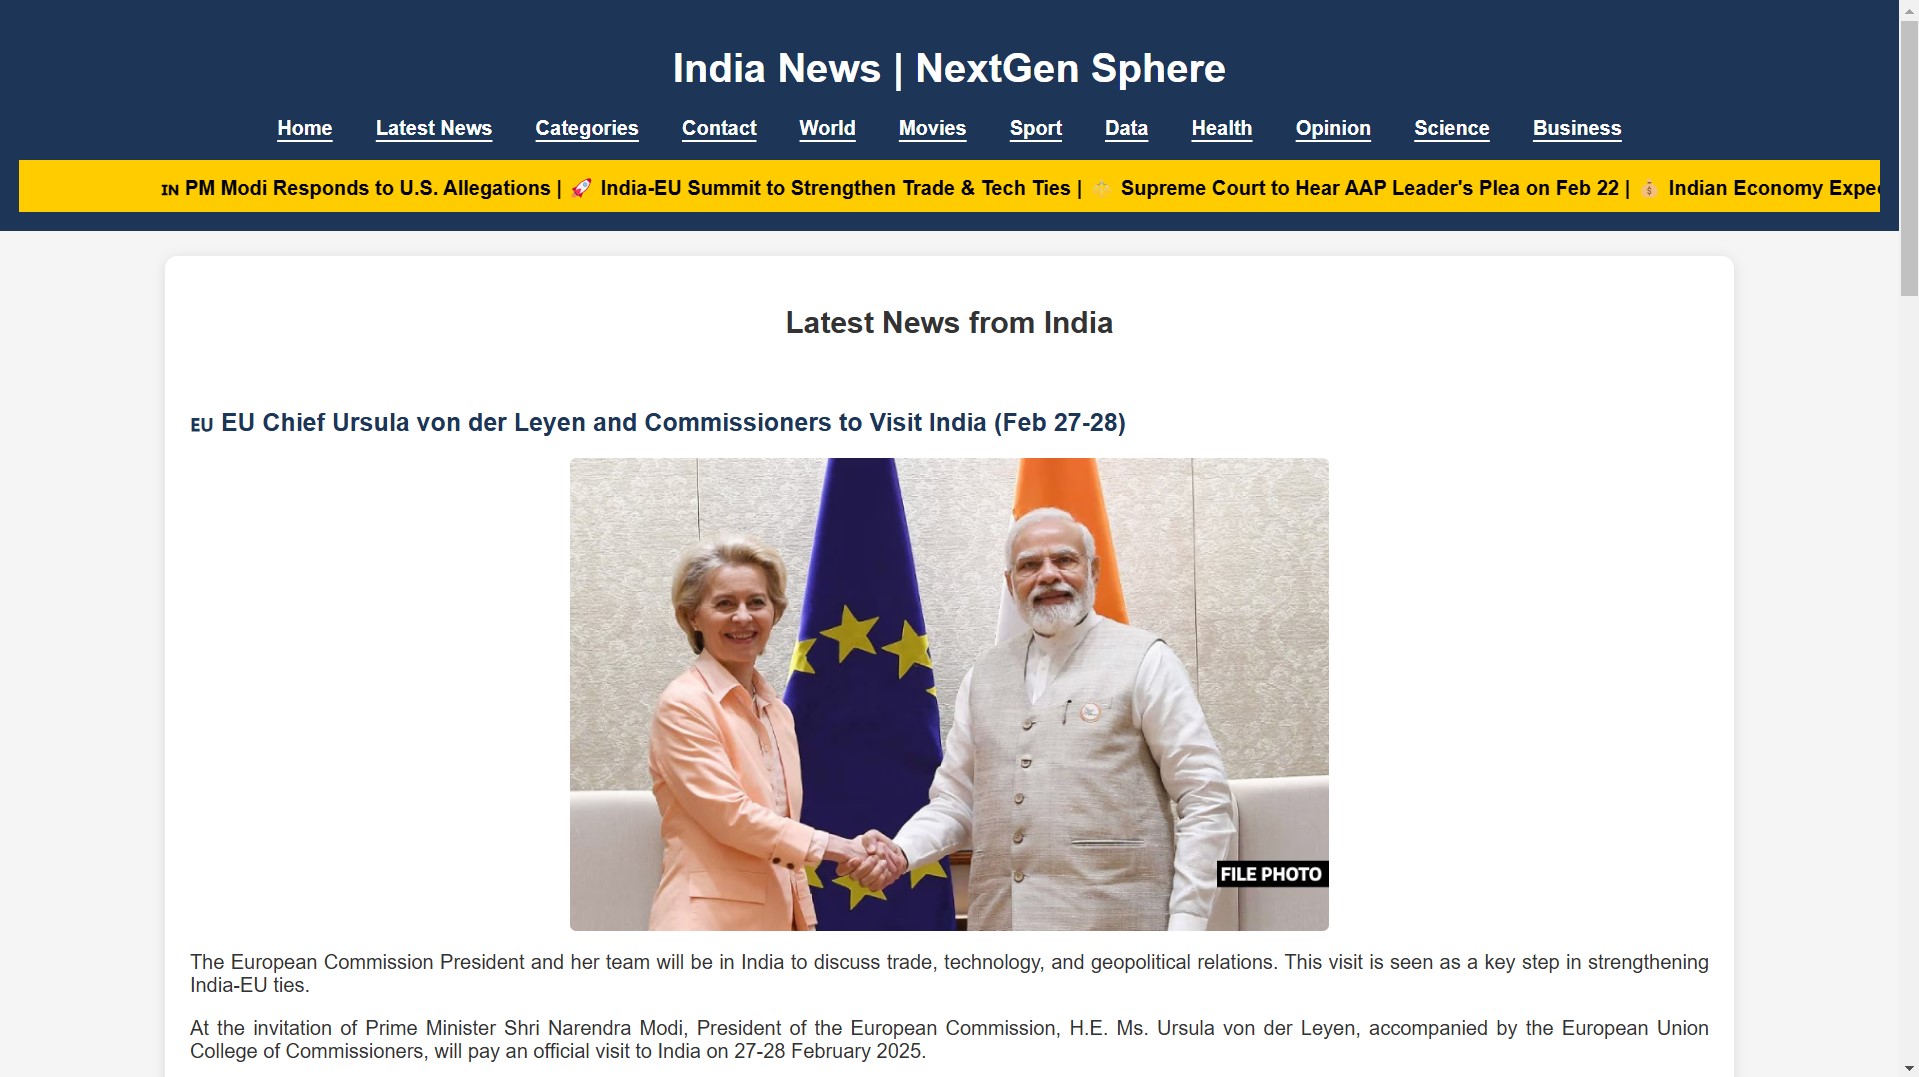 India News | NextGen Sphere
Home Latest News Categories Contact World Movies Sport Data Health Opinion Science Business
IN PM Modi Responds to U.S. Allegations | 🚀 India-EU Summit to Strengthen Trade & Tech Ties | ⚖️ Supreme Court to Hear AAP Leader's Plea on Feb 22 | 💰 Indian Economy
Latest News from India
EU EU Chief Ursula von der Leyen and Commissioners to Visit India (Feb 27-28)
FILE PHOTO
The European Commission President and her team will be in India to discuss trade, technology, and geopolitical relations. This visit is seen as a key step in strengthening
India-EU ties.
At the invitation of Prime Minister Shri Narendra Modi, President of the European Commission, H.E. Ms. Ursula von der Leyen, accompanied by the European Union
College of Commissioners, will pay an official visit to India on 27-28 February 2025.